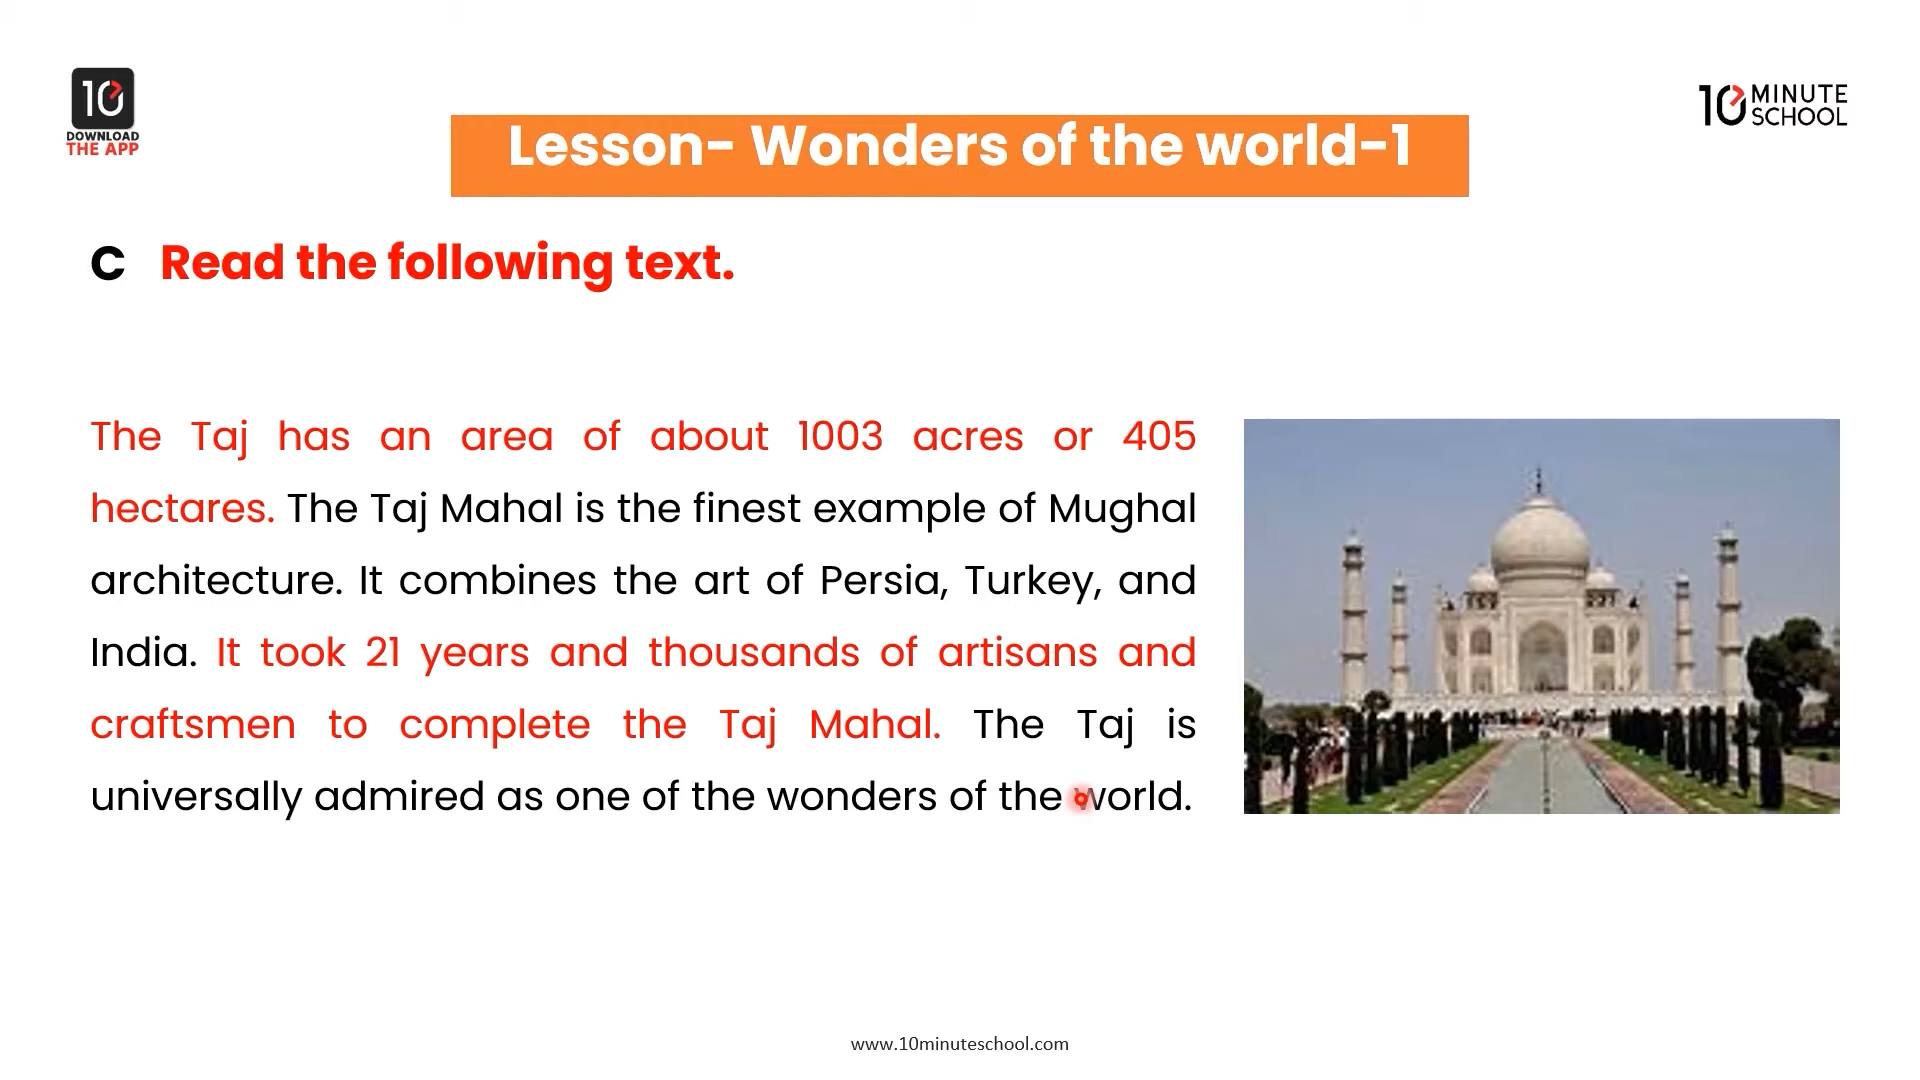 10
DOWNLOAD
THE APP
10 MINUTE
SCHOOL
Lesson- Wonders of the world-1
C Read the following text.
The Taj has an area of about 1003 acres or 405
hectares. The Taj Mahal is the finest example of Mughal
architecture. It combines the art of Persia, Turkey, and
India. It took 21 years and thousands of artisans and
craftsmen to complete the Taj Mahal. The Taj is
universally admired as one of the wonders of the world.
www.10minuteschool.com